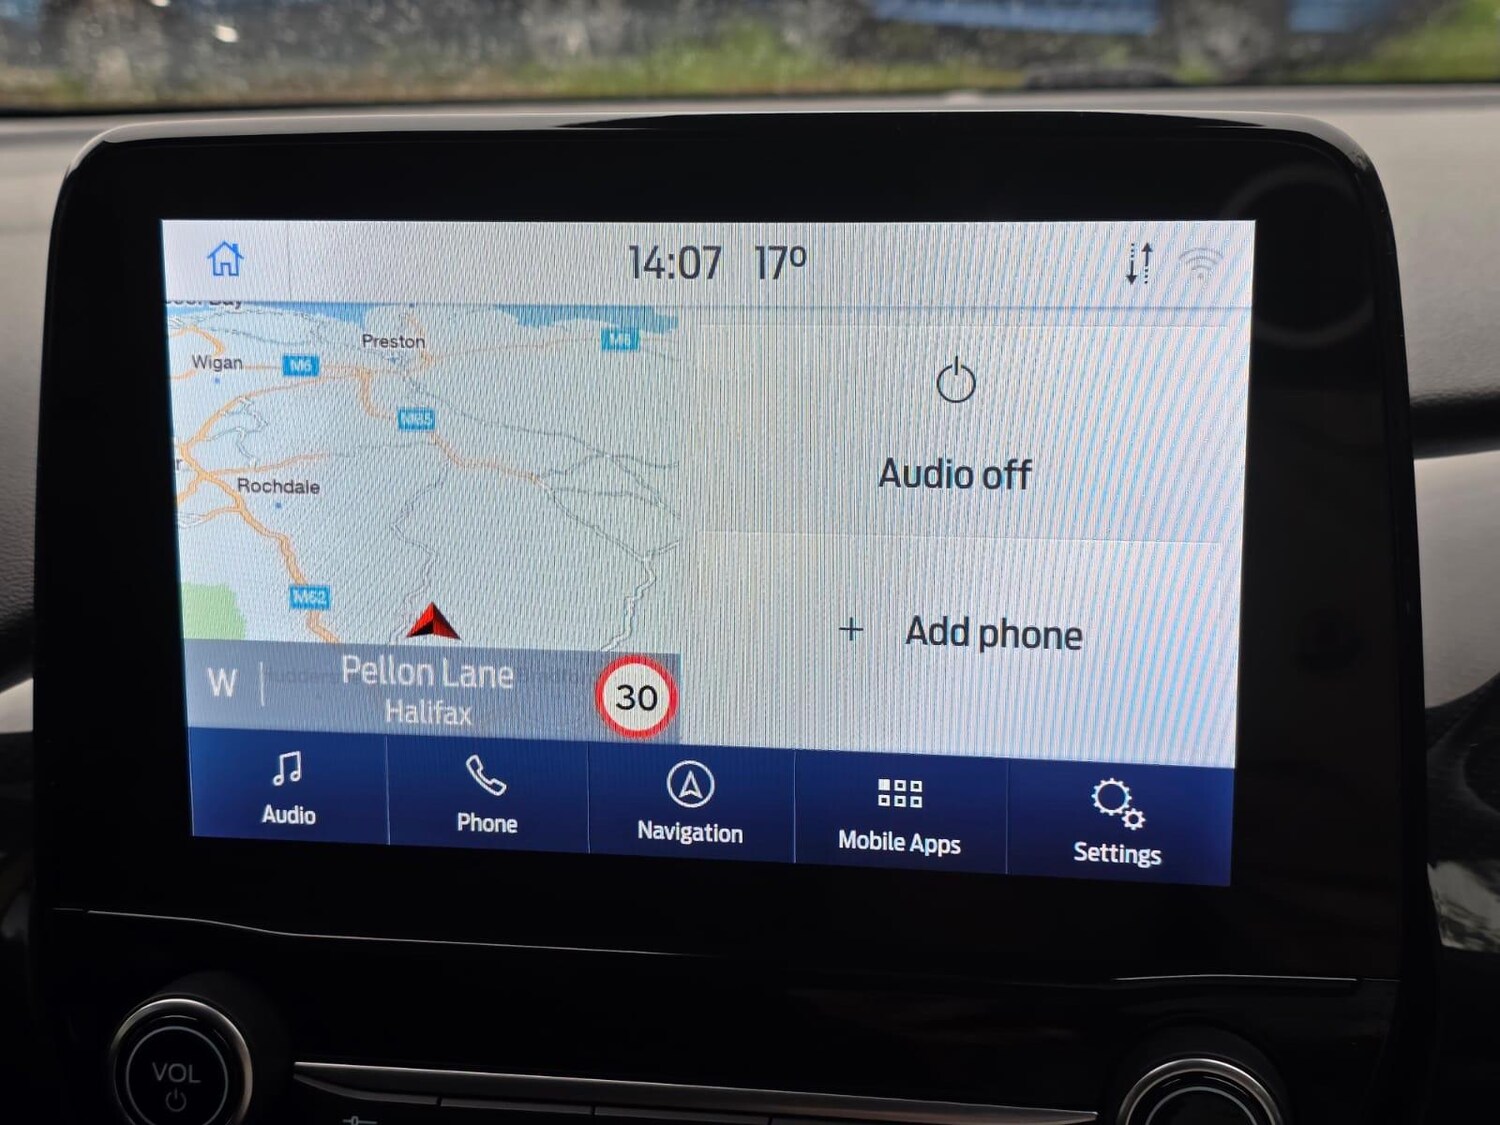 14:07 17°
Preston
M6
Wigan
M6
M65
Rochdale
M62
Audio off
+ Add phone
W
Pellon Lane
Halifax
30
Audio
Phone
Navigation
Mobile Apps
Settings
VOL